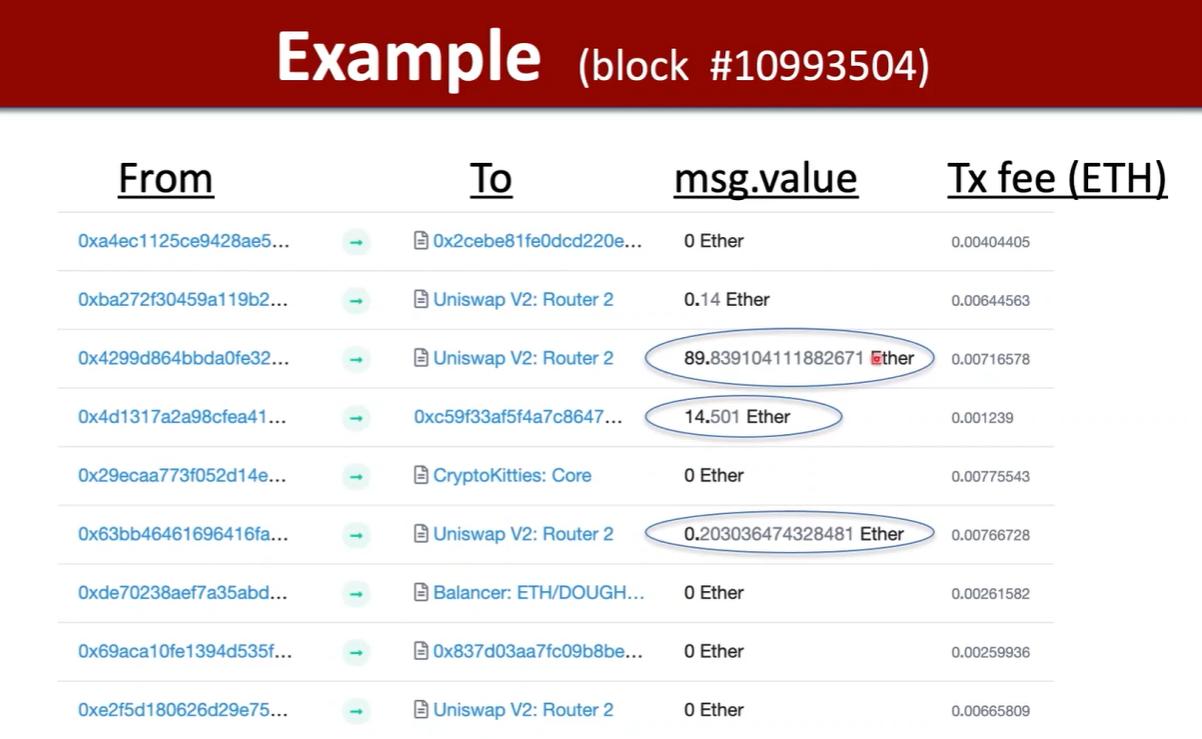 Example (block #10993504)
From To msg.value Tx fee (ETH)
0xa4ec1125ce9428ae5... → 0x2cebe81fe0dcd220e... 0 Ether 0.00404405
0xba272f30459a119b2... → Uniswap V2: Router 2 0.14 Ether 0.00644563
0x4299d864bbda0fe32... → Uniswap V2: Router 2 89.839104111882671 Ether 0.00716578
0x4d1317a2a98cfea41... → 0xc59f33af5f4a7c8647... 14.501 Ether 0.001239
0x29ecaa773f052d14e... → CryptoKitties: Core 0 Ether 0.00775543
0x63bb46461696416fa... → Uniswap V2: Router 2 0.203036474328481 Ether 0.00766728
0xde70238aef7a35abd... → Balancer: ETH/DOUGH... 0 Ether 0.00261582
0x69aca10fe1394d535f... → 0x837d03aa7fc09b8be... 0 Ether 0.00259936
0xe2f5d180626d29e75... → Uniswap V2: Router 2 0 Ether 0.00665809